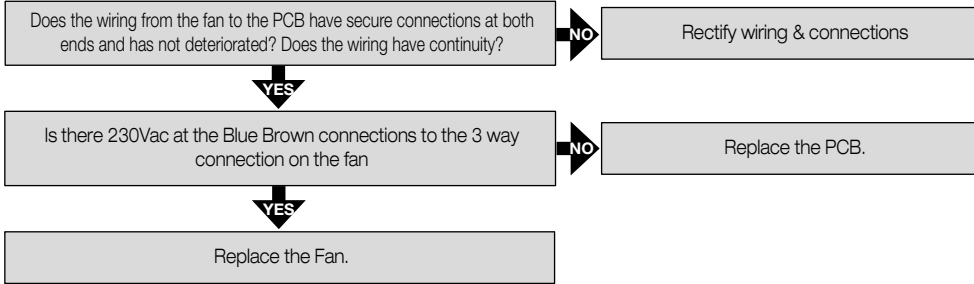 Does the wiring from the fan to the PCB have secure connections at both
ends and has not deteriorated? Does the wiring have continuity?
NO
Rectify wiring & connections
YES
Is there 230Vac at the Blue Brown connections to the 3 way
connection on the fan
NO
Replace the PCB.
YES
Replace the Fan.